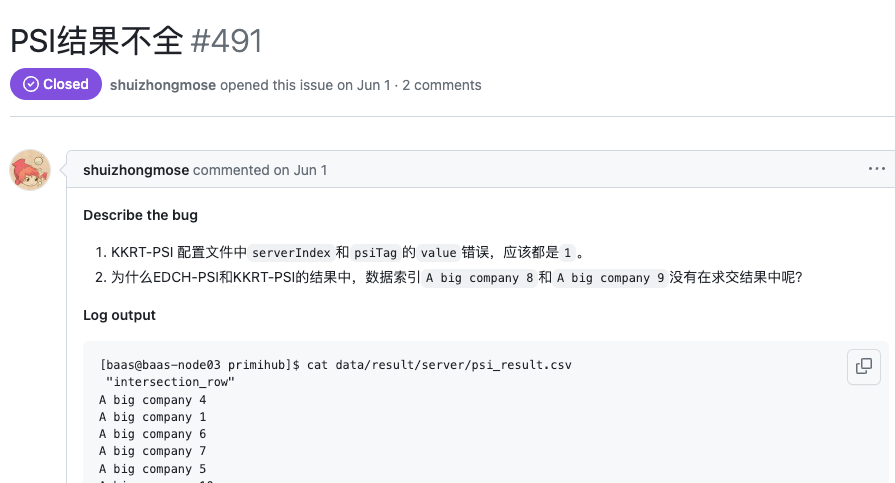 PSI结果不全 #491
Closed shuizhongmose opened this issue on Jun 1 · 2 comments
shuizhongmose commented on Jun 1
Describe the bug
1. KKRT-PSI 配置文件中 serverIndex 和 psiTag 的 value 错误，应该都是 1 。
2. 为什么EDCH-PSI和KKRT-PSI的结果中，数据索引 A big company 8 和 A big company 9 没有在求交结果中呢?
Log output
[baas@baas-node03 primihub]$ cat data/result/server/psi_result.csv
"intersection_row"
A big company 4
A big company 1
A big company 6
A big company 7
A big company 5